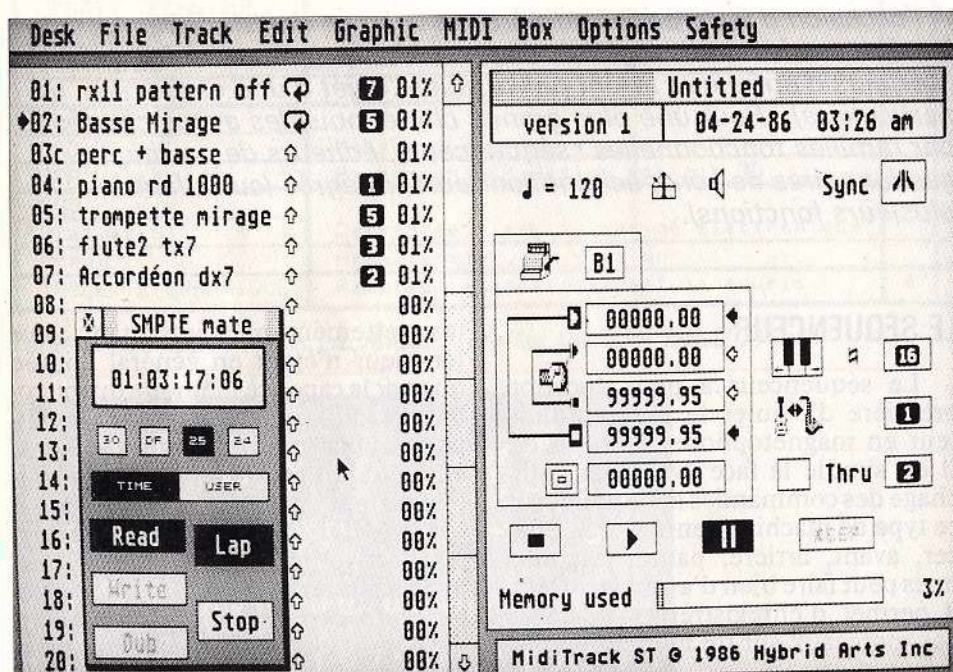 Desk File Track Edit Graphic MIDI Box Options Safety
01: rx11 pattern off 7 01%
02: Basse Mirage 5 01%
03c perc + basse 01%
04: piano rd 1000 1 01%
05: trompette mirage 5 01%
06: flute2 tx7 3 01%
07: Accordéon dx7 2 01%
08: 00%
09: 00%
10: 00%
11: 00%
12: 00%
13: 00%
14: 00%
15: 00%
16: 00%
17: 00%
18: 00%
19: 00%
20: 00%
SMPTE mate
01:03:17:06
30 DF 25 24
TIME USER
Read Lap
Write
Stop
Dub
Untitled
version 1 04-24-86 03:26 am
= 120 Sync
B1
00000.00
00000.00 16
99999.95 1
99999.95
00000.00 Thru 2
KEEP
Memory used 3%
MidiTrack ST © 1986 Hybrid Arts Inc